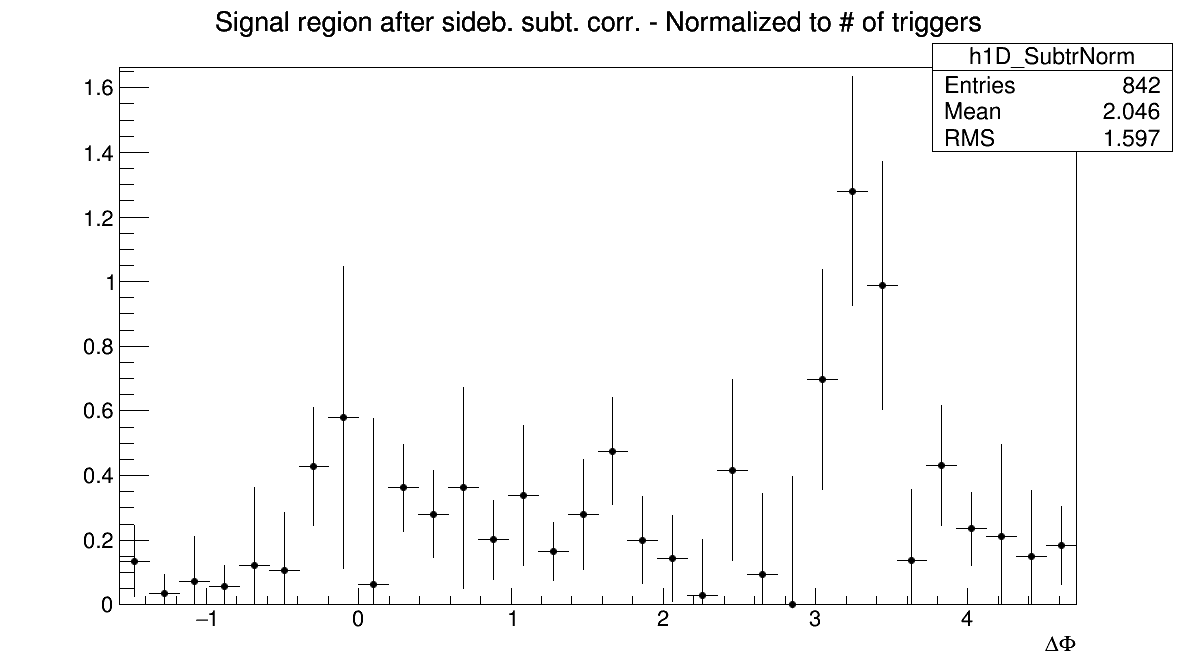 Signal region after sideb. subt. corr. - Normalized to # of triggers
h1D_SubtrNorm
Entries 842
Mean 2.046
RMS 1.597
1.6
1.4
1.2
1
0.8
0.6
0.4
0.2
0
−1 0 1 2 3 4
ΔΦ